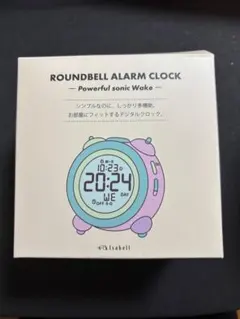 ROUNDBELL ALARM CLOCK
— Powerful sonic Wake —
シンプルなのに、しっかり多機能。
お部屋にフィットするデジタルクロック。
10:23
20:24
WE